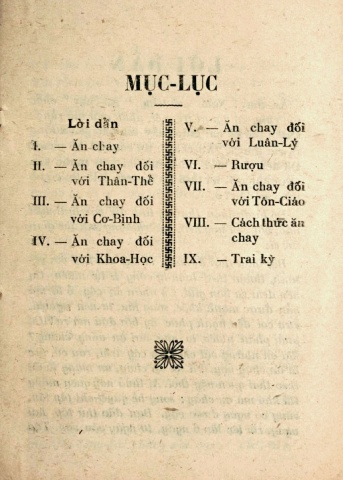 MỤC-LỤC
Lời dẫn
I. — Ăn chay
II. — Ăn chay đối
với Thân-Thể
III. — Ăn chay đối
với Cơ-Bịnh
IV. — Ăn chay đối
với Khoa-Học
V. — Ăn chay đối
với Luân-Lý
VI. — Rượu
VII. — Ăn chay đối
với Tôn-Giáo
VIII. — Cách thức ăn
chay
IX. — Trai kỳ